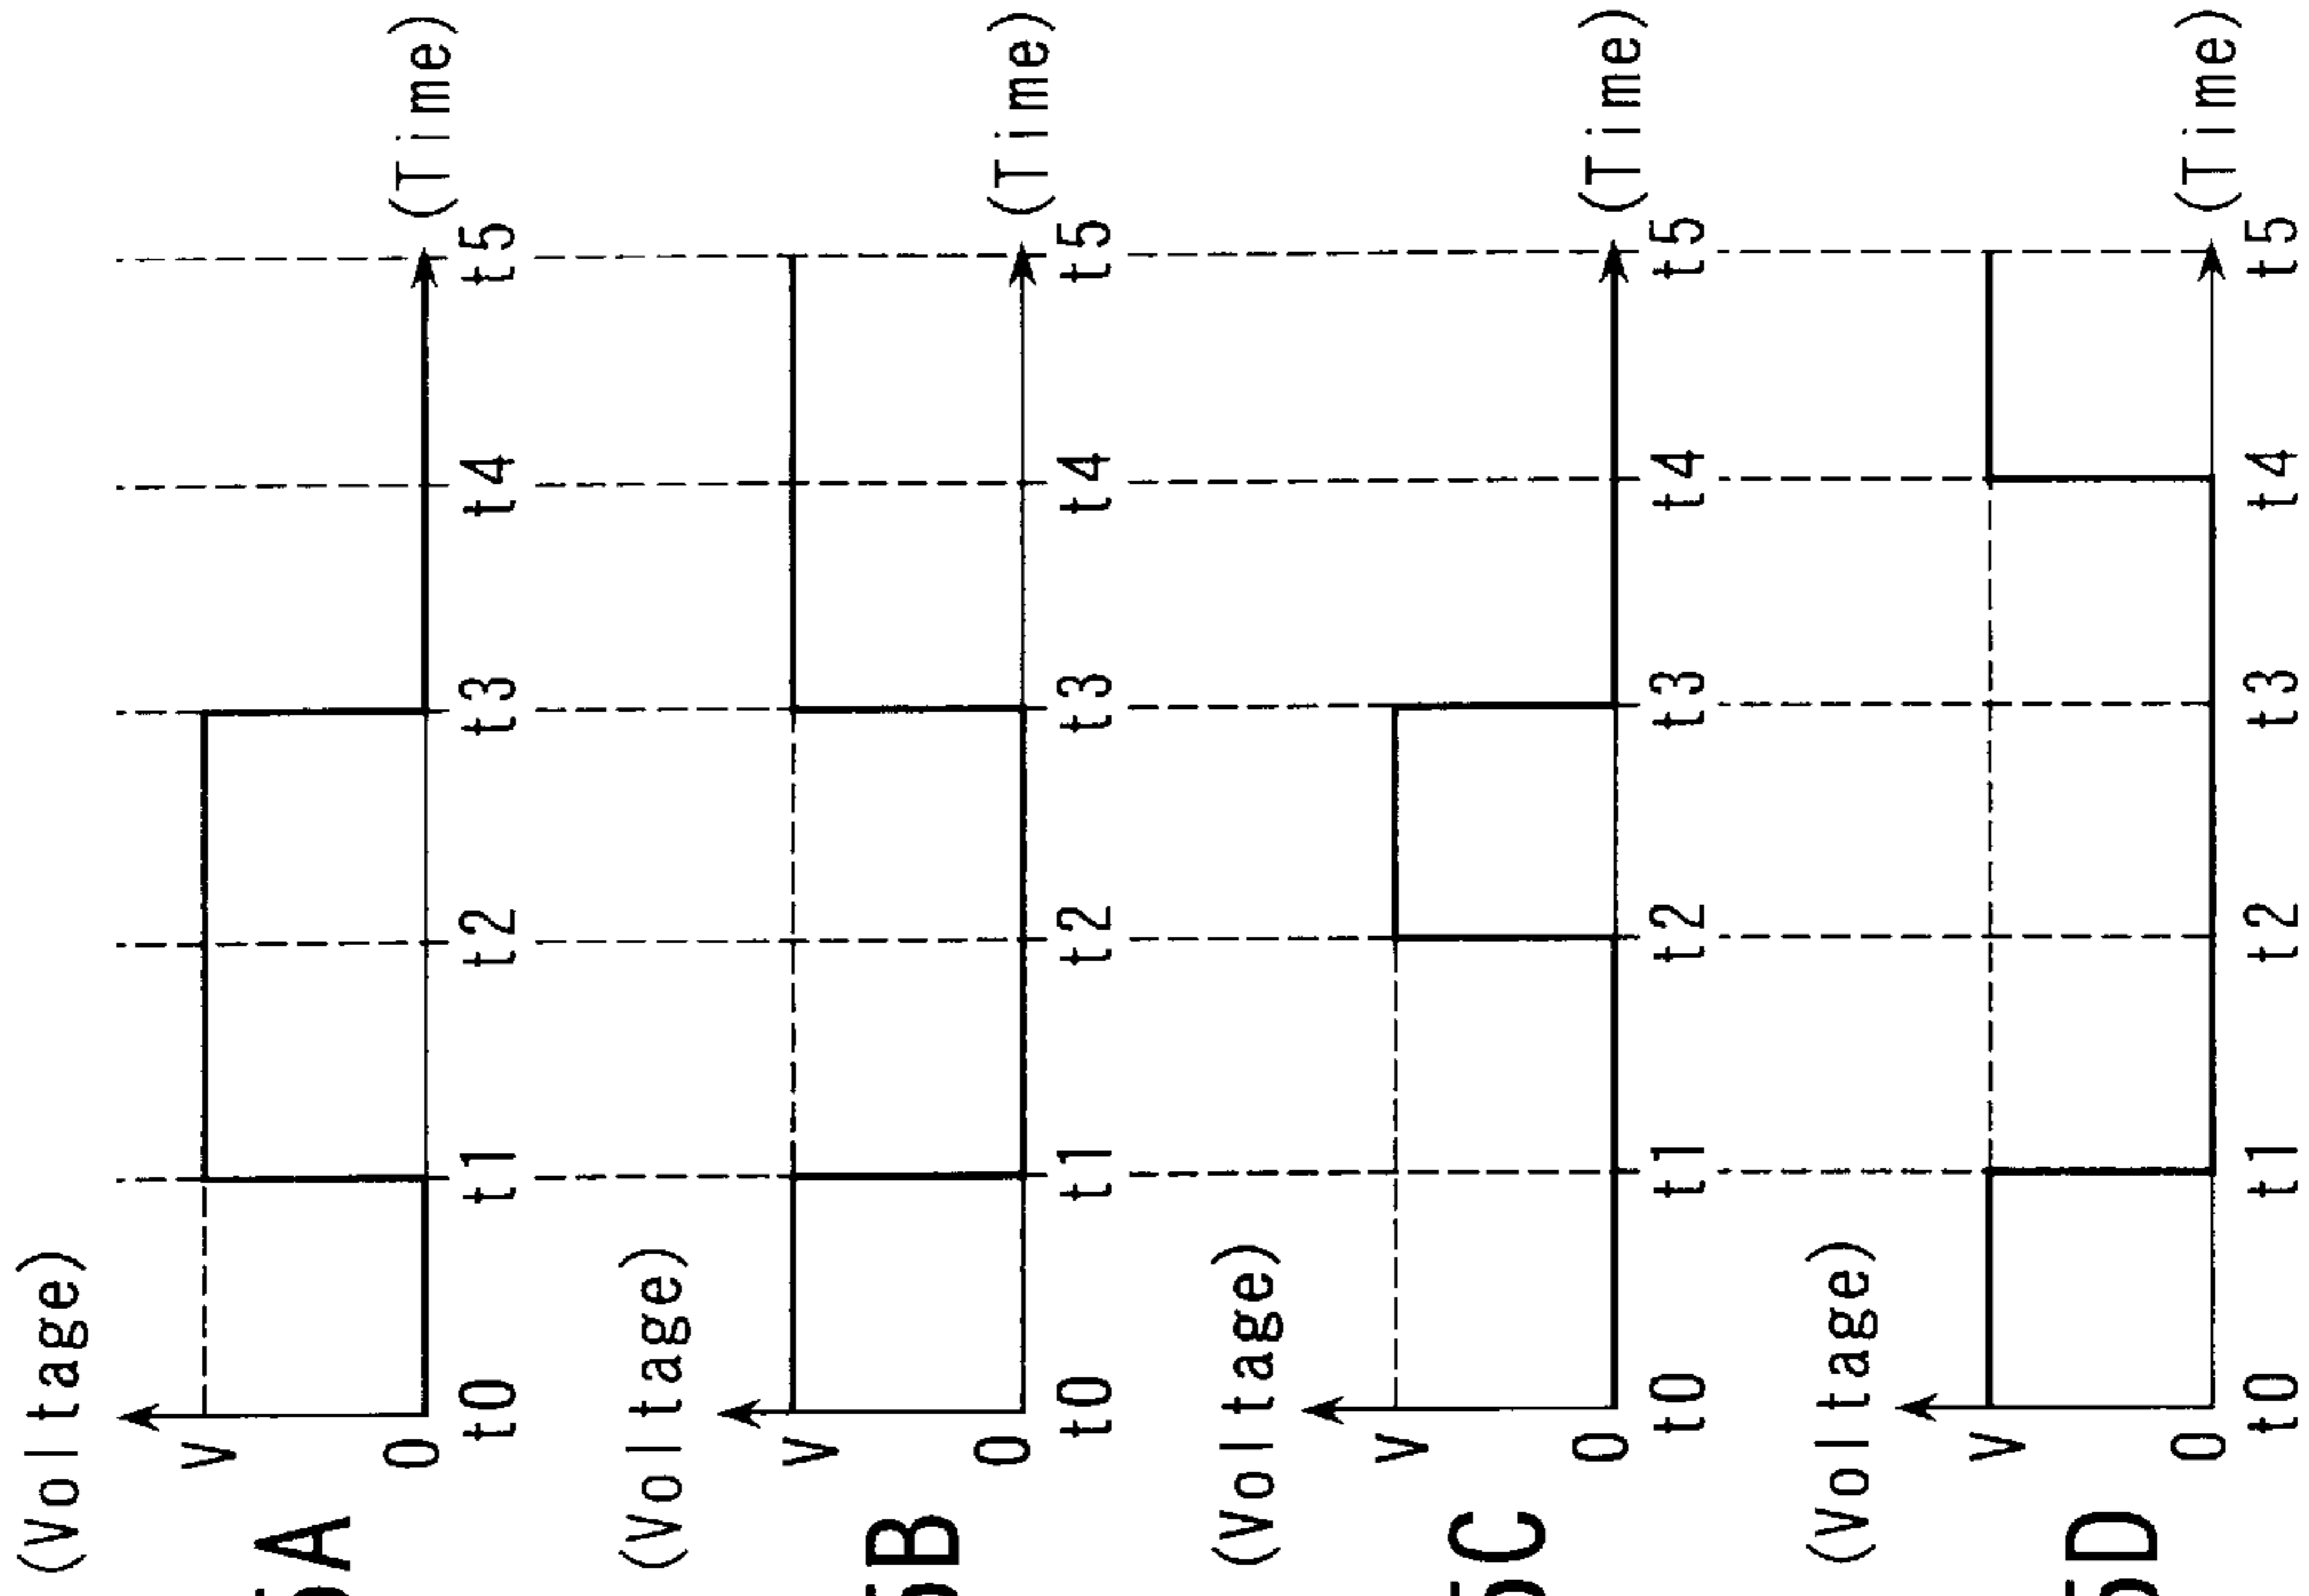 (Voltage)
V
0
t0 t1 t2 t3 t4 t5 (Time)
5A
(Voltage)
V
0
t0 t1 t2 t3 t4 t5 (Time)
5B
(Voltage)
V
0
t0 t1 t2 t3 t4 t5 (Time)
5C
(Voltage)
V
0
t0 t1 t2 t3 t4 t5 (Time)
5D